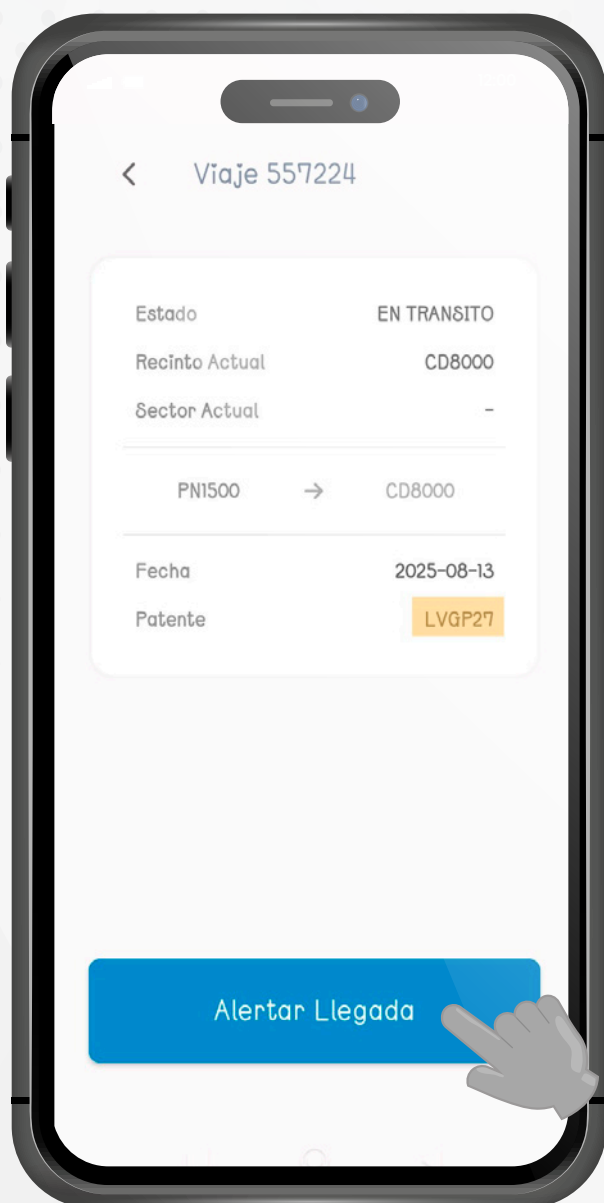 Viaje 557224
Estado EN TRANSITO
Recinto Actual CD8000
Sector Actual -
PN1500 → CD8000
Fecha 2025-08-13
Patente LVGP27
Alertar Llegada